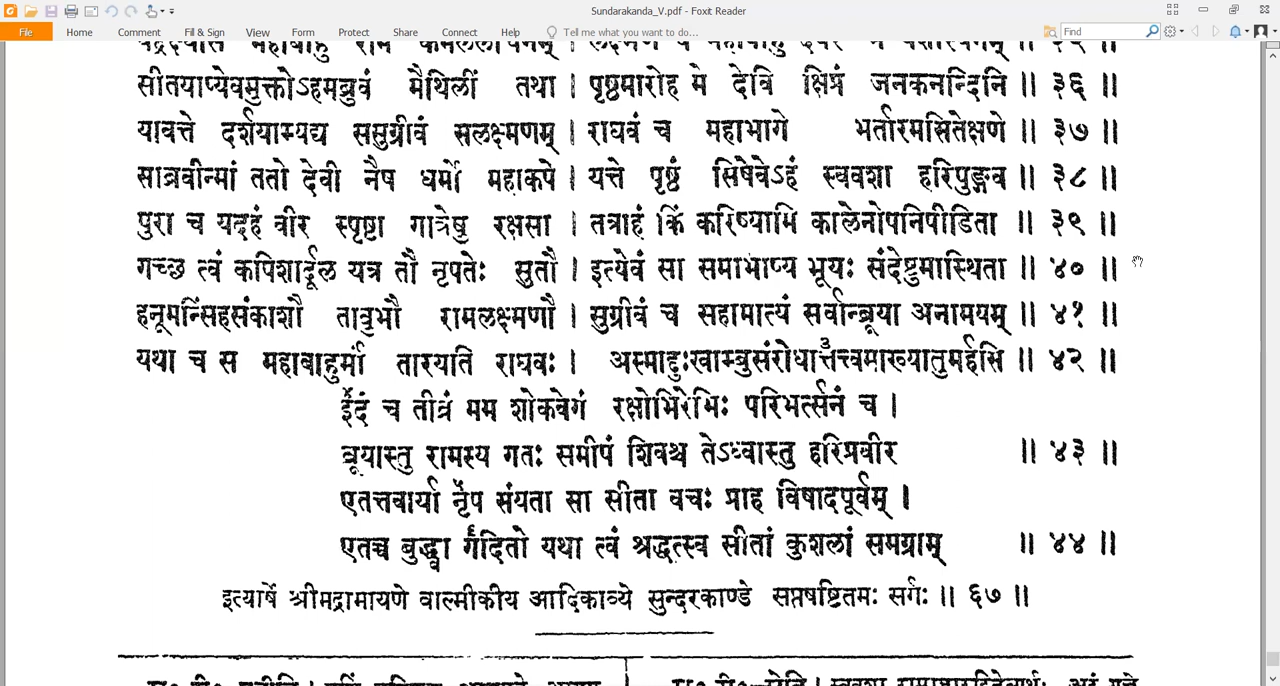 Sundarakanda_V.pdf - Foxit Reader
File Home Comment Fill & Sign View Form Protect Share Connect Help Tell me what you want to do... Find
सीतयाप्येवमुक्तोऽहमब्रुवं मैथिलीं तथा । पृष्ठमारोह मे देवि क्षिप्रं जनकनन्दिनि ॥ ३६ ॥
यावत्ते दर्शयाम्यद्य ससुग्रीवं सलक्ष्मणम् । राघवं च महाभागे भर्तारमसितेक्षणे ॥ ३७ ॥
साब्रवीन्मां ततो देवी नैष धर्मो महाकपे । यत्ते पृष्ठं सिषेवेऽहं स्ववशा हरिपुङ्गव ॥ ३८ ॥
पुरा च यदहं वीर स्पृष्टा गात्रेषु रक्षसा । तत्राहं किं करिष्यामि कालेनोपनिपीडिता ॥ ३९ ॥
गच्छ त्वं कपिशार्दूल यत्र तौ नृपतेः सुतौ । इत्येवं सा समाभाष्य भूयः संदेष्टुमास्थिता ॥ ४० ॥
हनूमन्सिंहसंकाशौ तावुभौ रामलक्ष्मणौ । सुग्रीवं च सहामात्यं सर्वान्ब्रूया अनामयम् ॥ ४१ ॥
यथा च स महाबाहुर्मां तारयति राघवः । अस्माद्दुःखाम्बुसंरोधात्तत्त्वमाख्यातुमर्हसि ॥ ४२ ॥
इदं च तीव्रं मम शोकवेगं रक्षोभिरेभिः परिभर्त्सनं च ।
ब्रूयास्तु रामस्य गतः समीपं शिवश्च तेऽध्वास्तु हरिप्रवीर ॥ ४३ ॥
एतत्तवार्या नृप संयता सा सीता वचः प्राह विषादपूर्वम् ।
एतच्च बुद्ध्वा गदितो यथा त्वं श्रद्धत्स्व सीतां कुशलां समग्राम् ॥ ४४ ॥
इत्यार्षे श्रीमद्रामायणे वाल्मीकीय आदिकाव्ये सुन्दरकाण्डे सप्तषष्टितमः सर्गः ॥ ६७ ॥